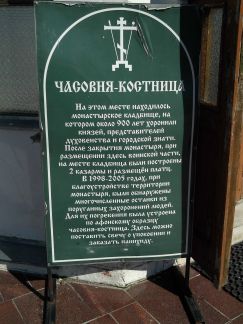 ЧАСОВНЯ-КОСТНИЦА
На этом месте находилось
монастырское кладбище, на
котором около 900 лет хоронили
князей, представителей
духовенства и городской знати.
После закрытия монастыря, при
размещении здесь воинской части,
на месте кладбища были построены
2 казармы и размещён плац.
В 1998-2005 годах, при
благоустройстве территории
монастыря, были обнаружены
многочисленные останки из
поруганных захоронений людей.
Для их погребения была устроена
по афонскому образцу
часовня-костница. Здесь можно
поставить свечу о упокоении и
заказать панихиду.